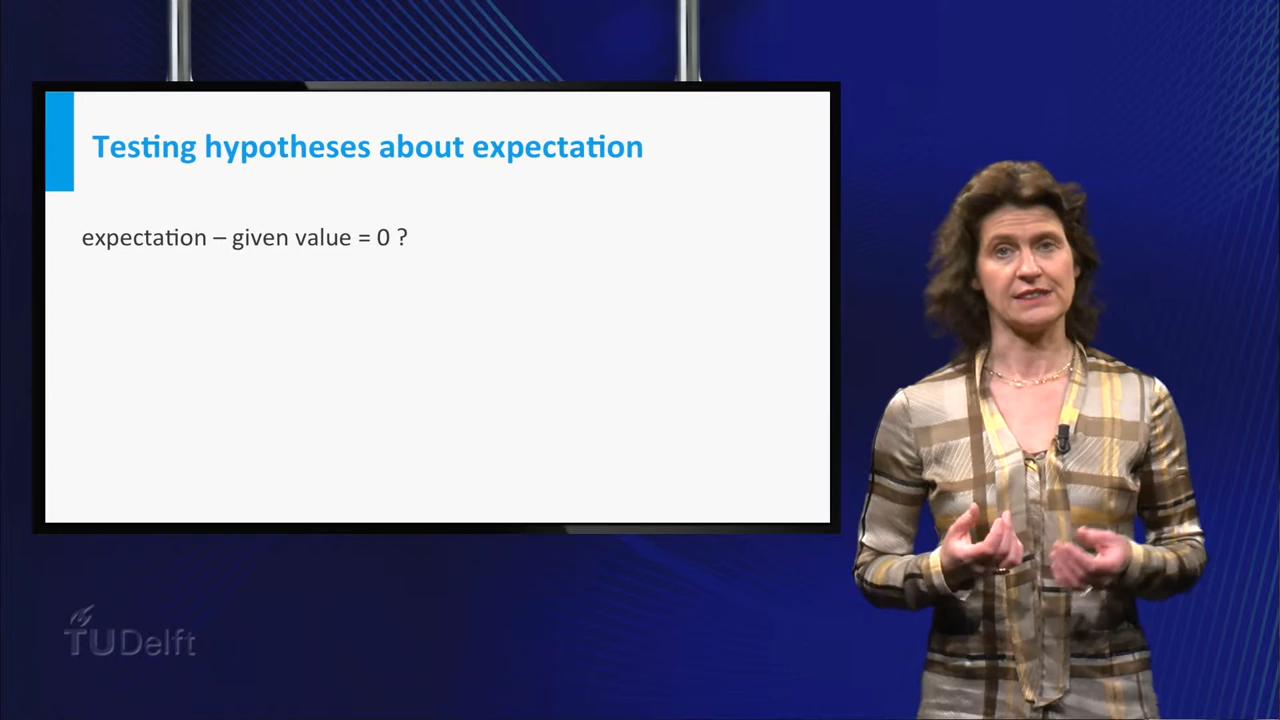 Testing hypotheses about expectation
expectation – given value = 0 ?
TUDelft